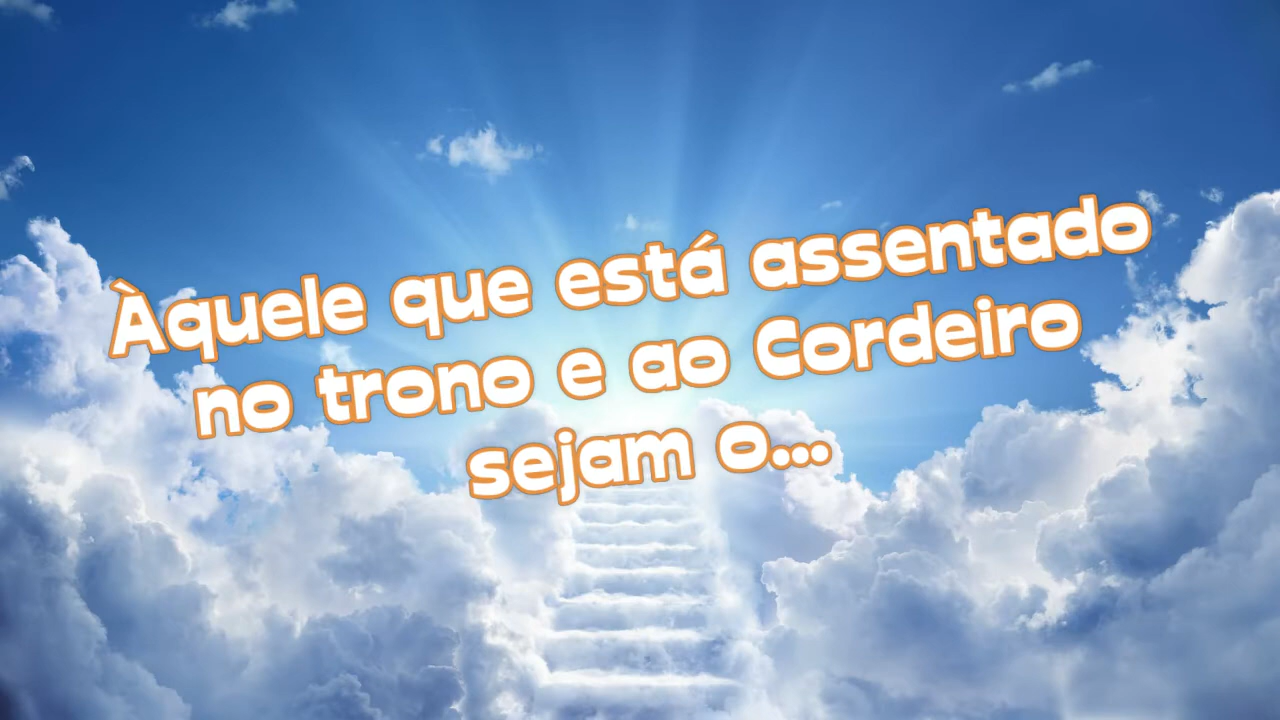 Àquele que está assentado
no trono e ao Cordeiro
sejam o...